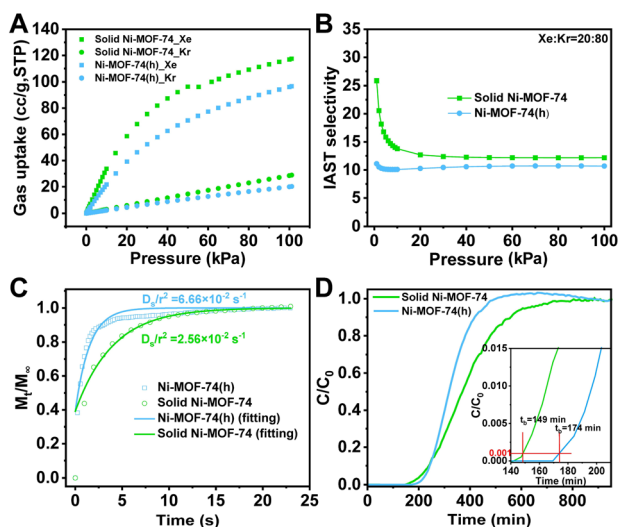 A
Solid Ni-MOF-74_Xe
Solid Ni-MOF-74_Kr
Ni-MOF-74(h)_Xe
Ni-MOF-74(h)_Kr
Gas uptake (cc/g,STP)
140
120
100
80
60
40
20
0
0 20 40 60 80 100
Pressure (kPa)
B
Xe:Kr=20:80
Solid Ni-MOF-74
Ni-MOF-74(h)
IAST selectivity
35
30
25
20
15
10
5
0
0 20 40 60 80 100
Pressure (kPa)
C
Dₛ/r²=6.66×10⁻² s⁻¹
Dₛ/r²=2.56×10⁻² s⁻¹
Ni-MOF-74(h)
Solid Ni-MOF-74
Ni-MOF-74(h) (fitting)
Solid Ni-MOF-74 (fitting)
Mₜ/M∞
1.0
0.8
0.6
0.4
0.2
0.0
0 5 10 15 20 25
Time (s)
D
Solid Ni-MOF-74
Ni-MOF-74(h)
C/C₀
1.0
0.8
0.6
0.4
0.2
0.0
0 200 400 600 800
Time (min)
C/C₀
0.015
0.010
0.005
0.001
0.000
t_b=149 min
t_b=174 min
140 160 180 200
Time (min)